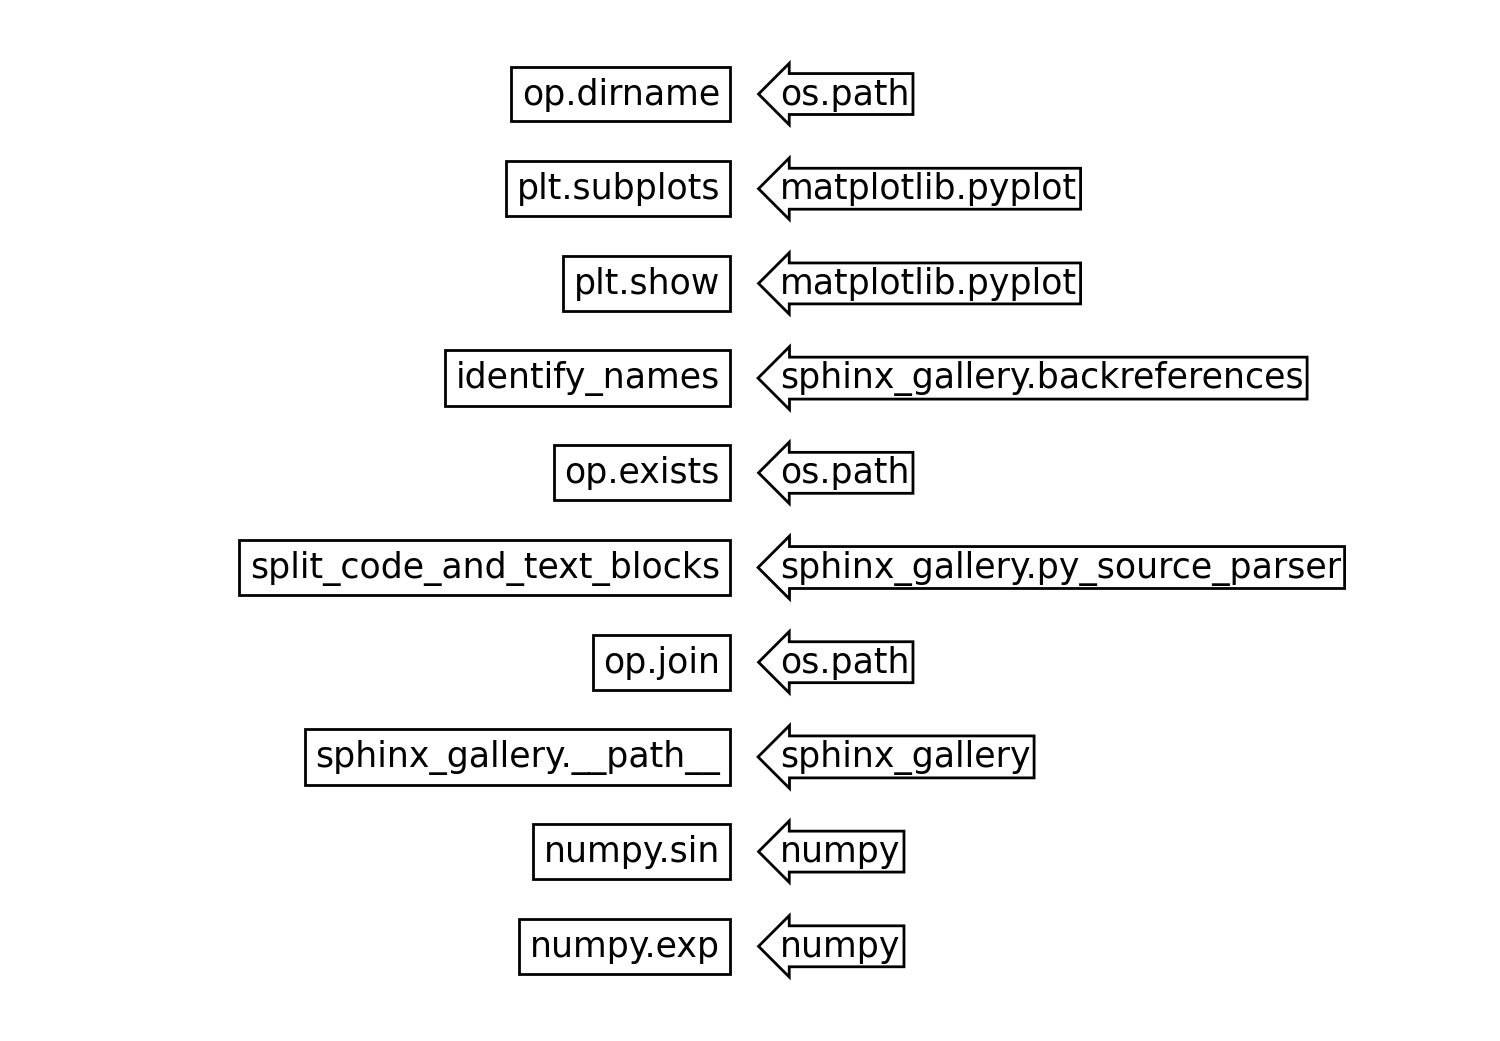 op.dirname os.path
plt.subplots matplotlib.pyplot
plt.show matplotlib.pyplot
identify_names sphinx_gallery.backreferences
op.exists os.path
split_code_and_text_blocks sphinx_gallery.py_source_parser
op.join os.path
sphinx_gallery.__path__ sphinx_gallery
numpy.sin numpy
numpy.exp numpy